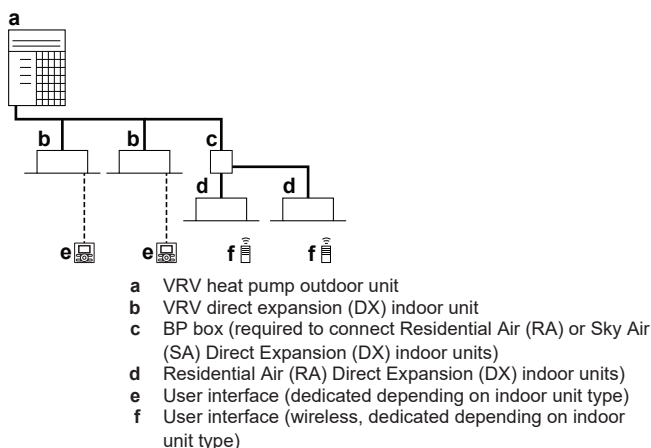 a
b
b
c
d
d
e
e
f
f
a VRV heat pump outdoor unit
b VRV direct expansion (DX) indoor unit
c BP box (required to connect Residential Air (RA) or Sky Air
(SA) Direct Expansion (DX) indoor units)
d Residential Air (RA) Direct Expansion (DX) indoor units)
e User interface (dedicated depending on indoor unit type)
f User interface (wireless, dedicated depending on indoor
unit type)